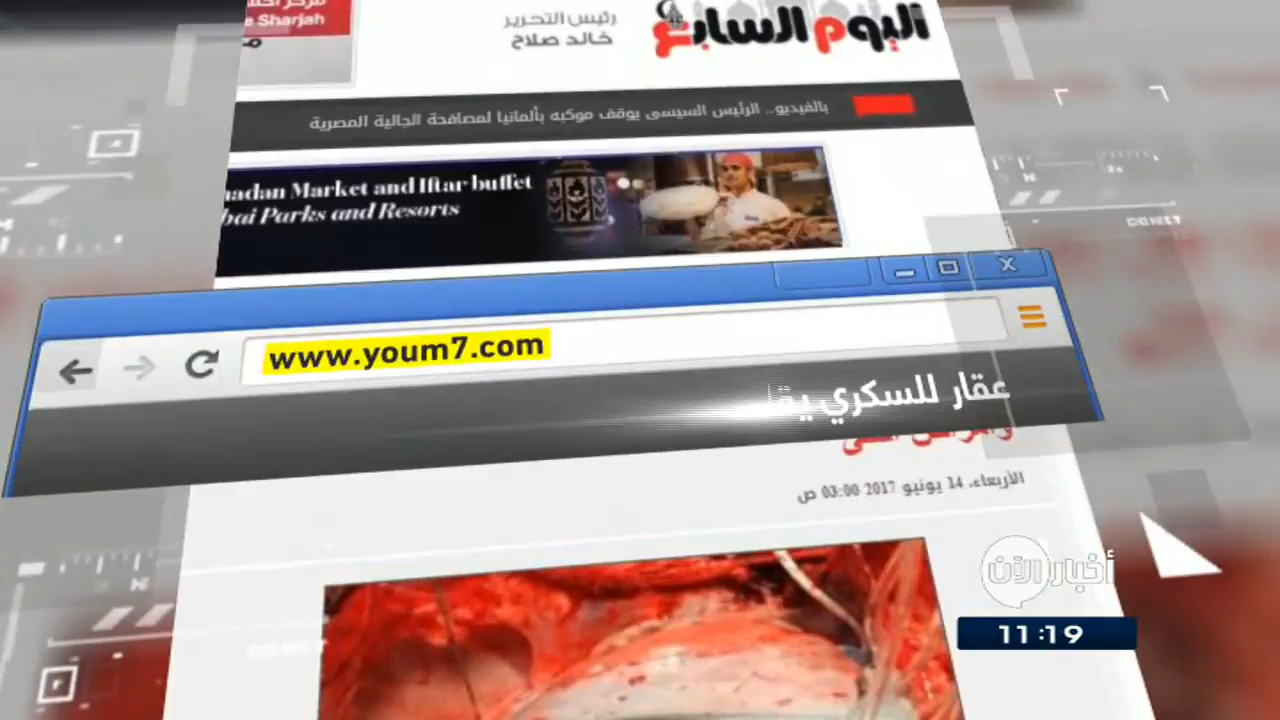 e Sharjah
رئيس التحرير
خالد صلاح
اليوم السابع
بالفيديو.. الرئيس السيسى يوقف موكبه بألمانيا لمصافحة الجالية المصرية
adan Market and Iftar buffet
bai Parks and Resorts
www.youm7.com
عقار للسكري
الأربعاء، 14 يونيو 2017 03:00 ص
أخبار الآن
11:19